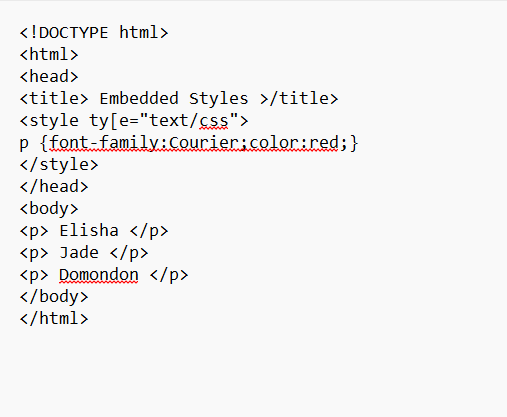 <!DOCTYPE html>
<html>
<head>
<title> Embedded Styles >/title>
<style ty[e="text/css">
p {font-family:Courier;color:red;}
</style>
</head>
<body>
<p> Elisha </p>
<p> Jade </p>
<p> Domondon </p>
</body>
</html>